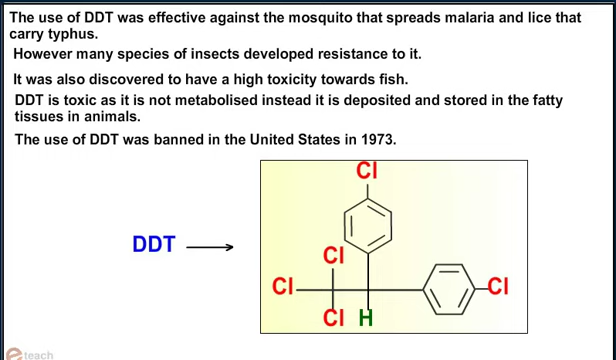 The use of DDT was effective against the mosquito that spreads malaria and lice that
carry typhus.
However many species of insects developed resistance to it.
It was also discovered to have a high toxicity towards fish.
DDT is toxic as it is not metabolised instead it is deposited and stored in the fatty
tissues in animals.
The use of DDT was banned in the United States in 1973.
Cl
DDT
Cl
Cl
Cl
Cl H
e teach